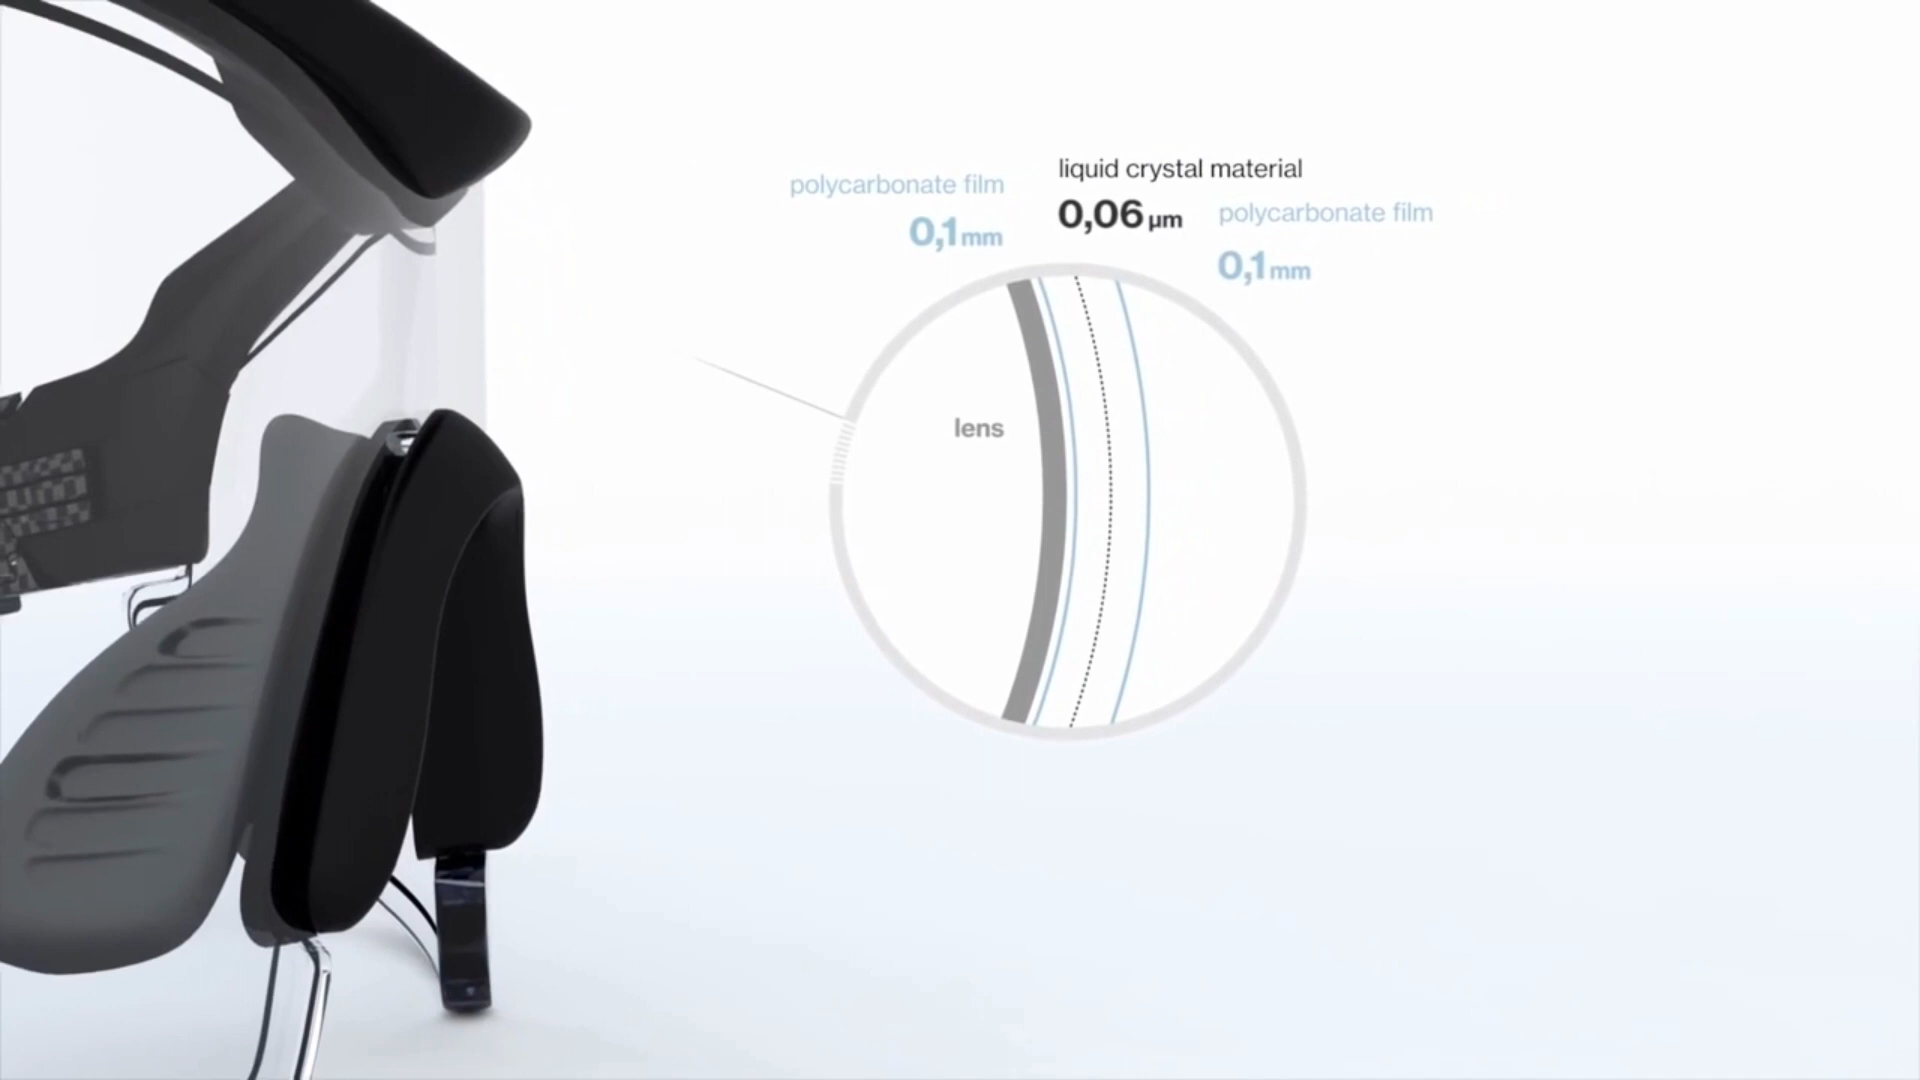 polycarbonate film
0,1 mm
liquid crystal material
0,06 µm
polycarbonate film
0,1 mm
lens